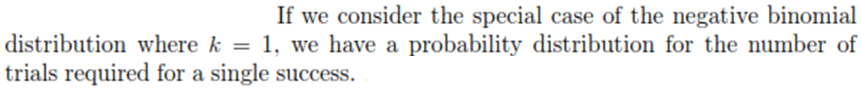 If we consider the special case of the negative binomial
distribution where k = 1, we have a probability distribution for the number of
trials required for a single success.